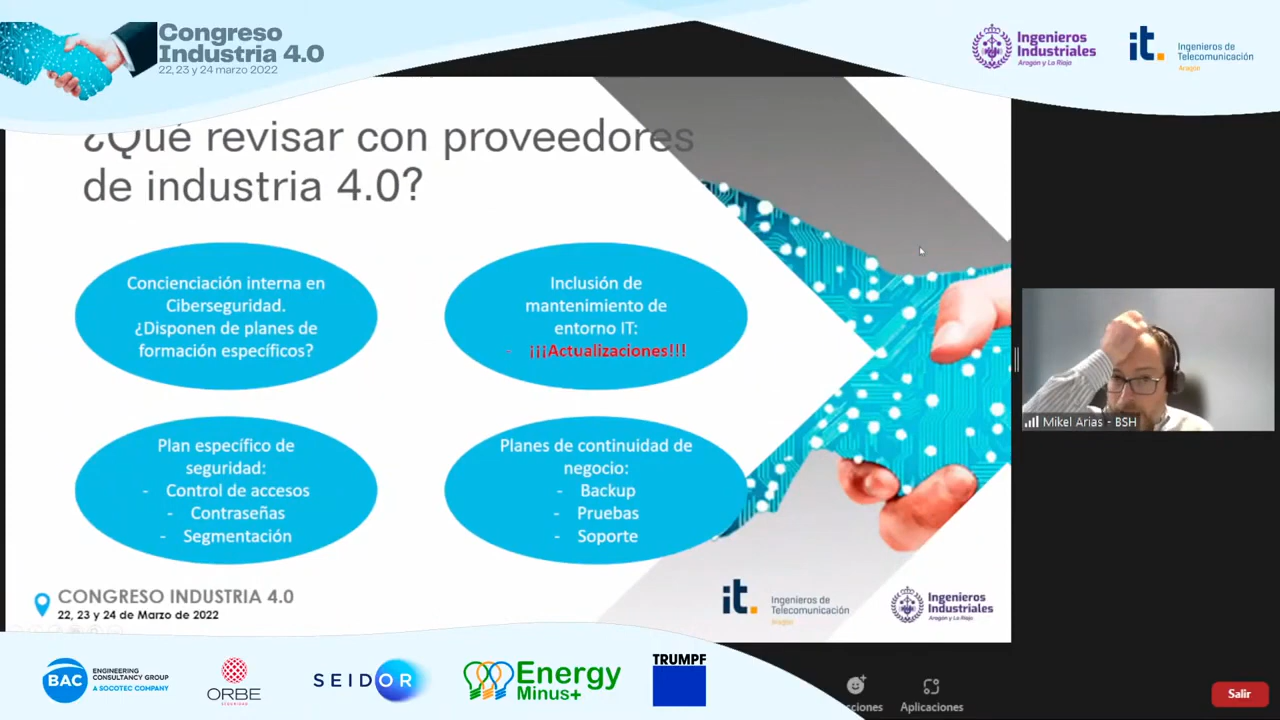 Congreso
Industria 4.0
22, 23 y 24 marzo 2022
Ingenieros
Industriales
Aragón y La Rioja
it.
Ingenieros de
Telecomunicación
Aragón
¿Qué revisar con proveedores
de industria 4.0?
Concienciación interna en
Ciberseguridad.
¿Disponen de planes de
formación específicos?
Inclusión de
mantenimiento de
entorno IT:
- ¡¡¡Actualizaciones!!!
Plan específico de
seguridad:
- Control de accesos
- Contraseñas
- Segmentación
Planes de continuidad de
negocio:
- Backup
- Pruebas
- Soporte
Mikel Arias - BSH
CONGRESO INDUSTRIA 4.0
22, 23 y 24 de Marzo de 2022
it.
Ingenieros de
Telecomunicación
Aragón
Ingenieros
Industriales
Aragón y La Rioja
BAC
ENGINEERING
CONSULTANCY GROUP
A SOCOTEC COMPANY
ORBE
SEGURIDAD
SEIDOR
Energy
Minus+
TRUMPF
cciones
Aplicaciones
Salir